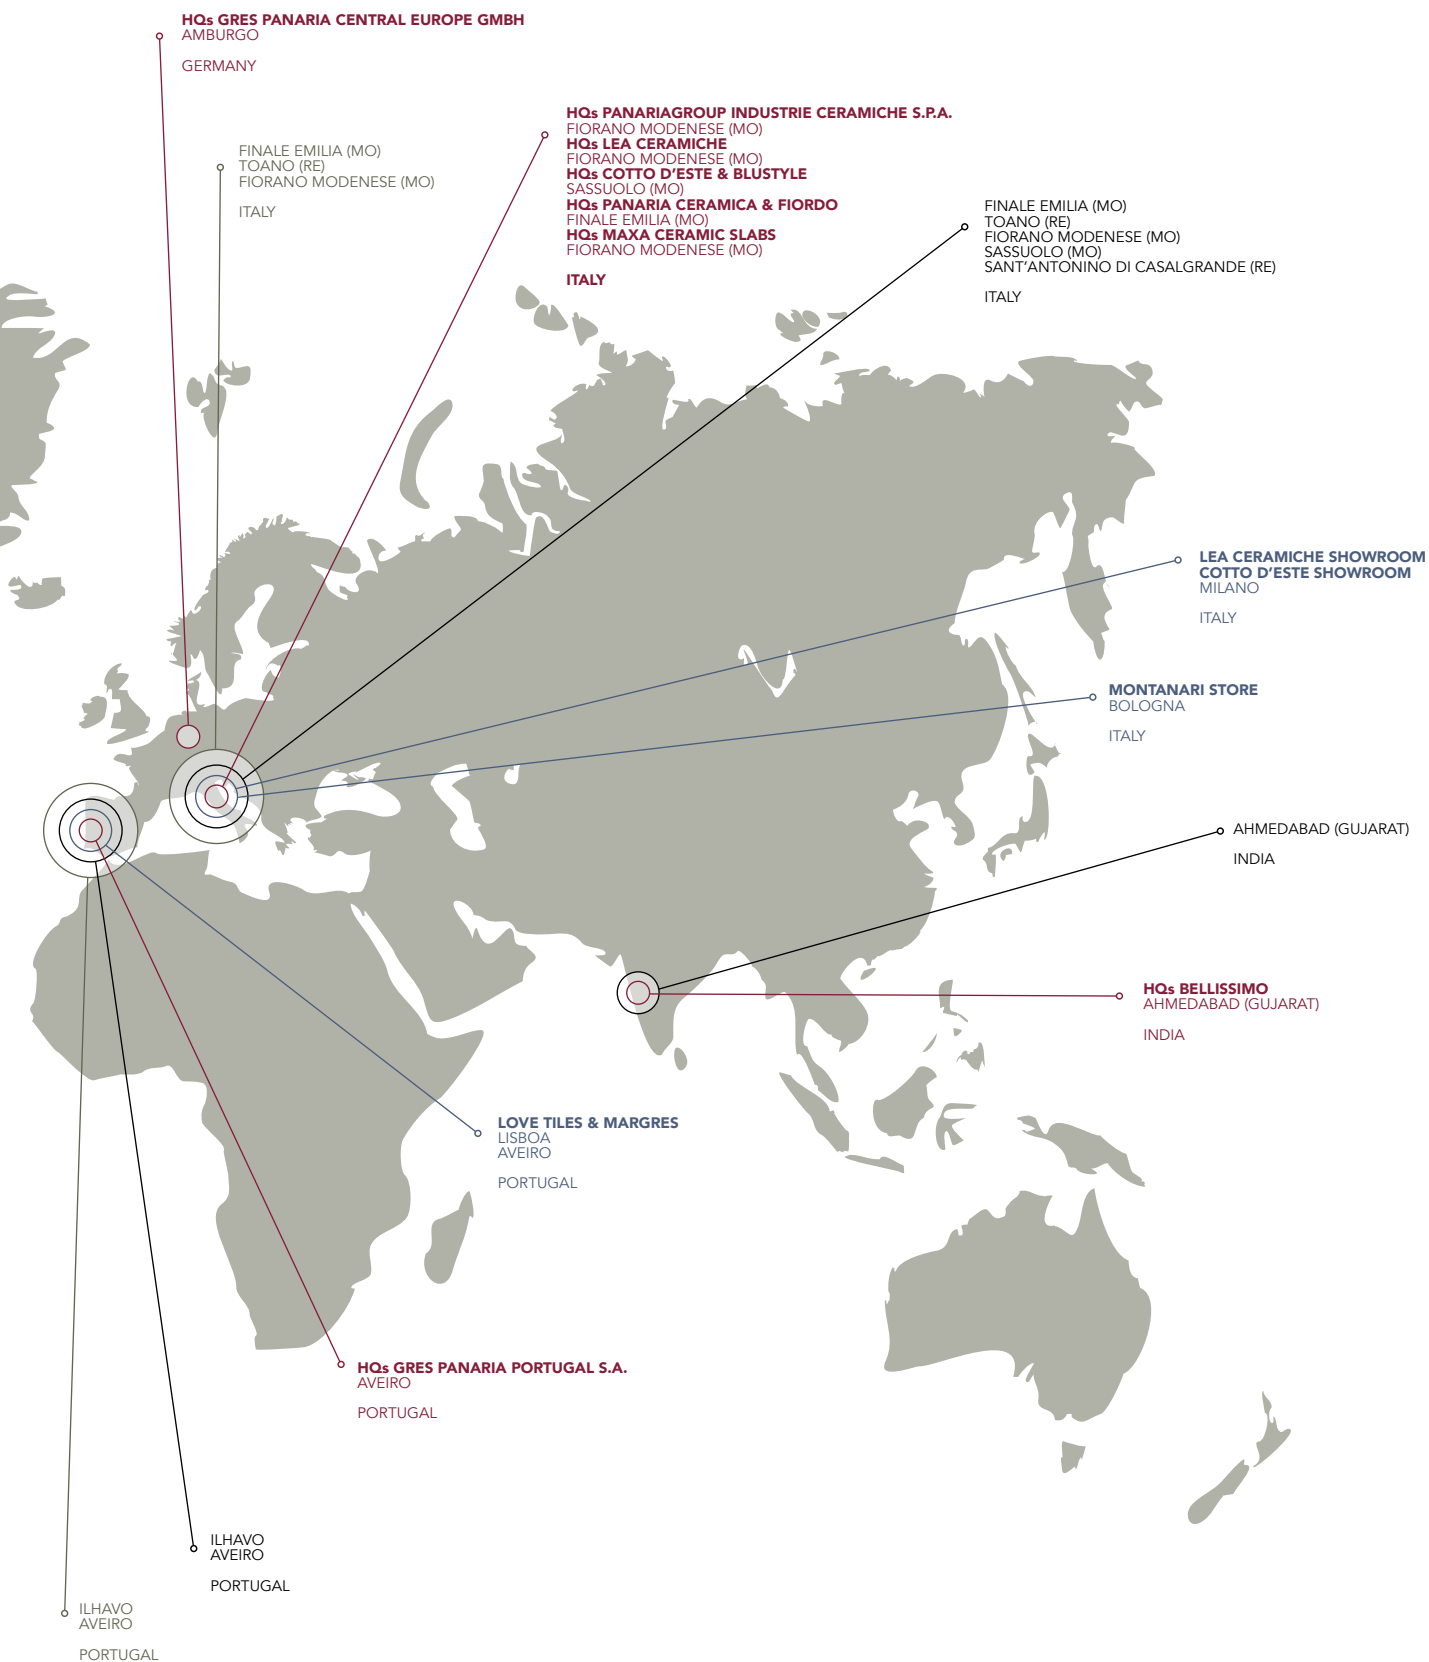 HQs GRES PANARIA CENTRAL EUROPE GMBH
AMBURGO
GERMANY
HQs PANARIAGROUP INDUSTRIE CERAMICHE S.P.A.
FIORANO MODENESE (MO)
HQs LEA CERAMICHE
FIORANO MODENESE (MO)
HQs COTTO D'ESTE & BLUSTYLE
SASSUOLO (MO)
HQs PANARIA CERAMICA & FIORDO
FINALE EMILIA (MO)
HQs MAXA CERAMIC SLABS
FIORANO MODENESE (MO)
ITALY
FINALE EMILIA (MO)
TOANO (RE)
FIORANO MODENESE (MO)
ITALY
FINALE EMILIA (MO)
TOANO (RE)
FIORANO MODENESE (MO)
SASSUOLO (MO)
SANT'ANTONINO DI CASALGRANDE (RE)
ITALY
LEA CERAMICHE SHOWROOM
COTTO D'ESTE SHOWROOM
MILANO
ITALY
MONTANARI STORE
BOLOGNA
ITALY
AHMEDABAD (GUJARAT)
INDIA
HQs BELLISSIMO
AHMEDABAD (GUJARAT)
INDIA
LOVE TILES & MARGRES
LISBOA
AVEIRO
PORTUGAL
HQs GRES PANARIA PORTUGAL S.A.
AVEIRO
PORTUGAL
ILHAVO
AVEIRO
PORTUGAL
ILHAVO
AVEIRO
PORTUGAL